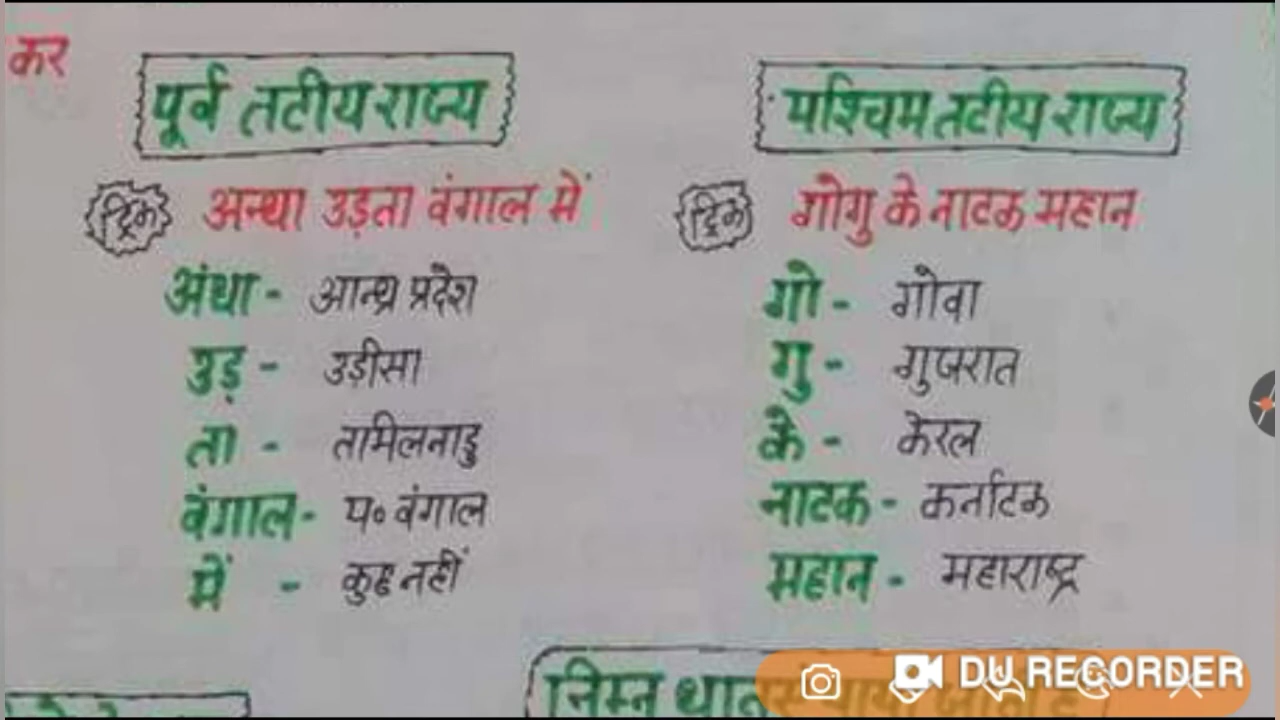 कर
पूर्व तटीय राज्य
ट्रिक अन्धा उड़ता वंगाल में
अंधा - आन्ध्र प्रदेश
उड़ - उड़ीसा
ता - तामिलनाडु
वंगाल - प० वंगाल
में - कुछ नहीं
पश्चिम तटीय राज्य
ट्रिक गोगु के नाटक महान
गो - गोवा
गु - गुजरात
के - केरल
नाटक - कर्नाटक
महान - महाराष्ट्र
निम्न
DU RECORDER